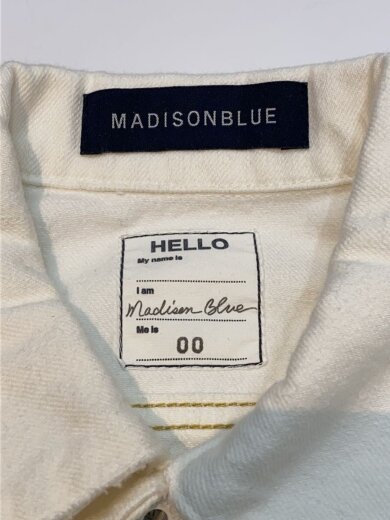 MADISONBLUE
HELLO
My name is
I am
Madison Blue
Me is
00